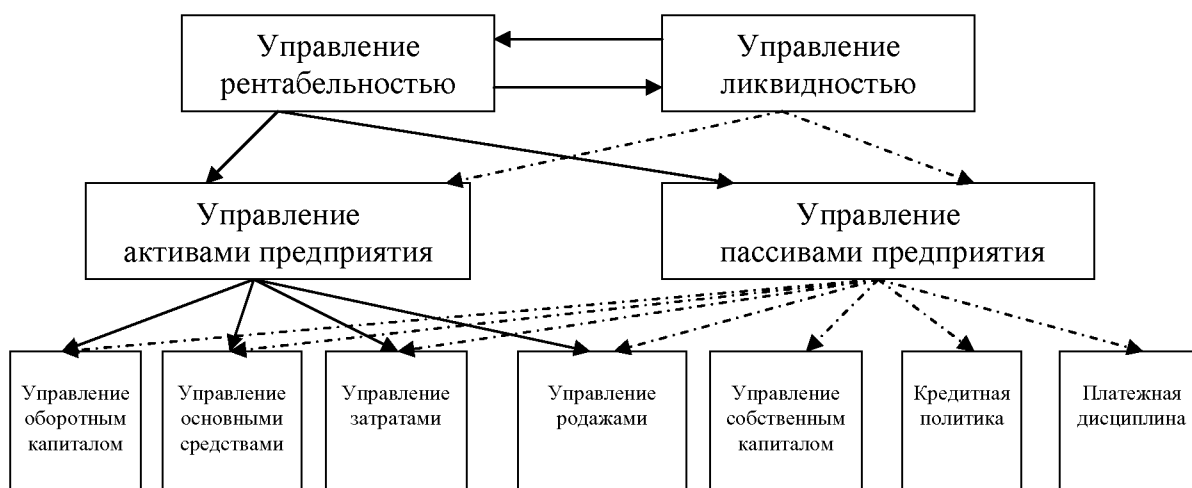 Управление
рентабельностью
Управление
ликвидностью
Управление
активами предприятия
Управление
пассивами предприятия
Управление
оборотным
капиталом
Управление
основными
средствами
Управление
затратами
Управление
родажами
Управление
собственным
капиталом
Кредитная
политика
Платежная
дисциплина